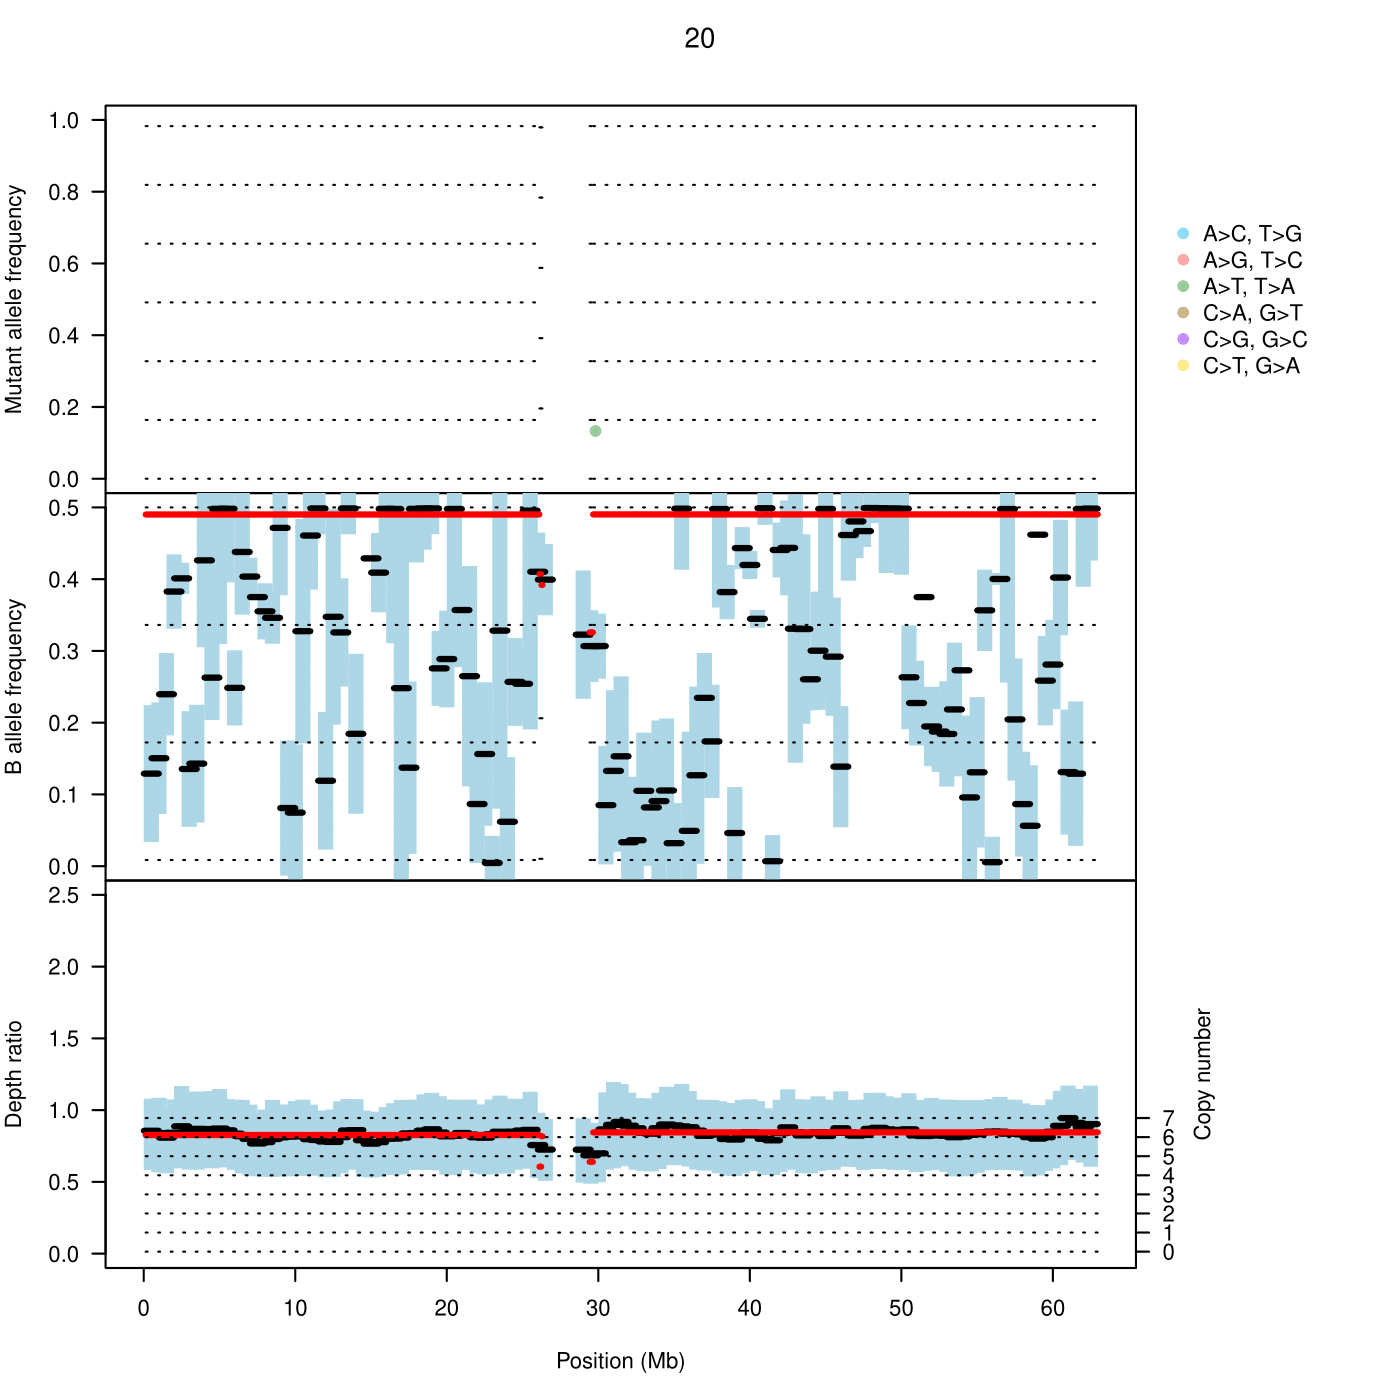 20
Mutant allele frequency
1.0
0.8
0.6
0.4
0.2
0.0
A>C, T>G
A>G, T>C
A>T, T>A
C>A, G>T
C>G, G>C
C>T, G>A
B allele frequency
0.5
0.4
0.3
0.2
0.1
0.0
Depth ratio
2.5
2.0
1.5
1.0
0.5
0.0
Copy number
7
6
5
4
3
2
1
0
0 10 20 30 40 50 60
Position (Mb)